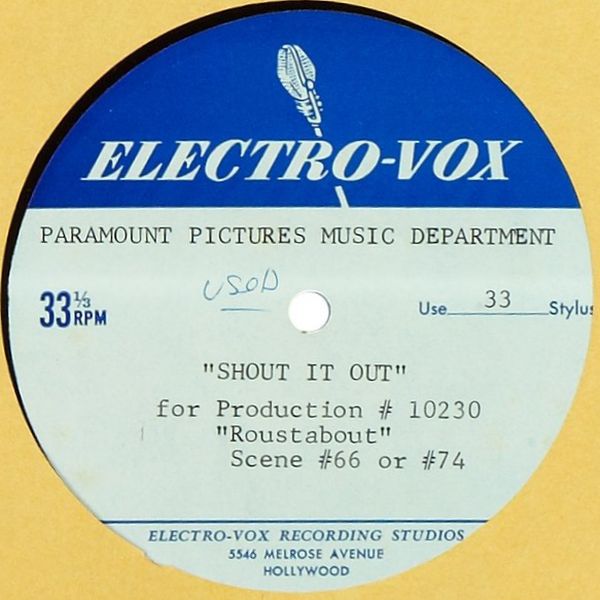 ELECTRO-VOX
PARAMOUNT PICTURES MUSIC DEPARTMENT
USED
33⅓ RPM
Use 33 Stylus
"SHOUT IT OUT"
for Production # 10230
"Roustabout"
Scene #66 or #74
ELECTRO-VOX RECORDING STUDIOS
5546 MELROSE AVENUE
HOLLYWOOD